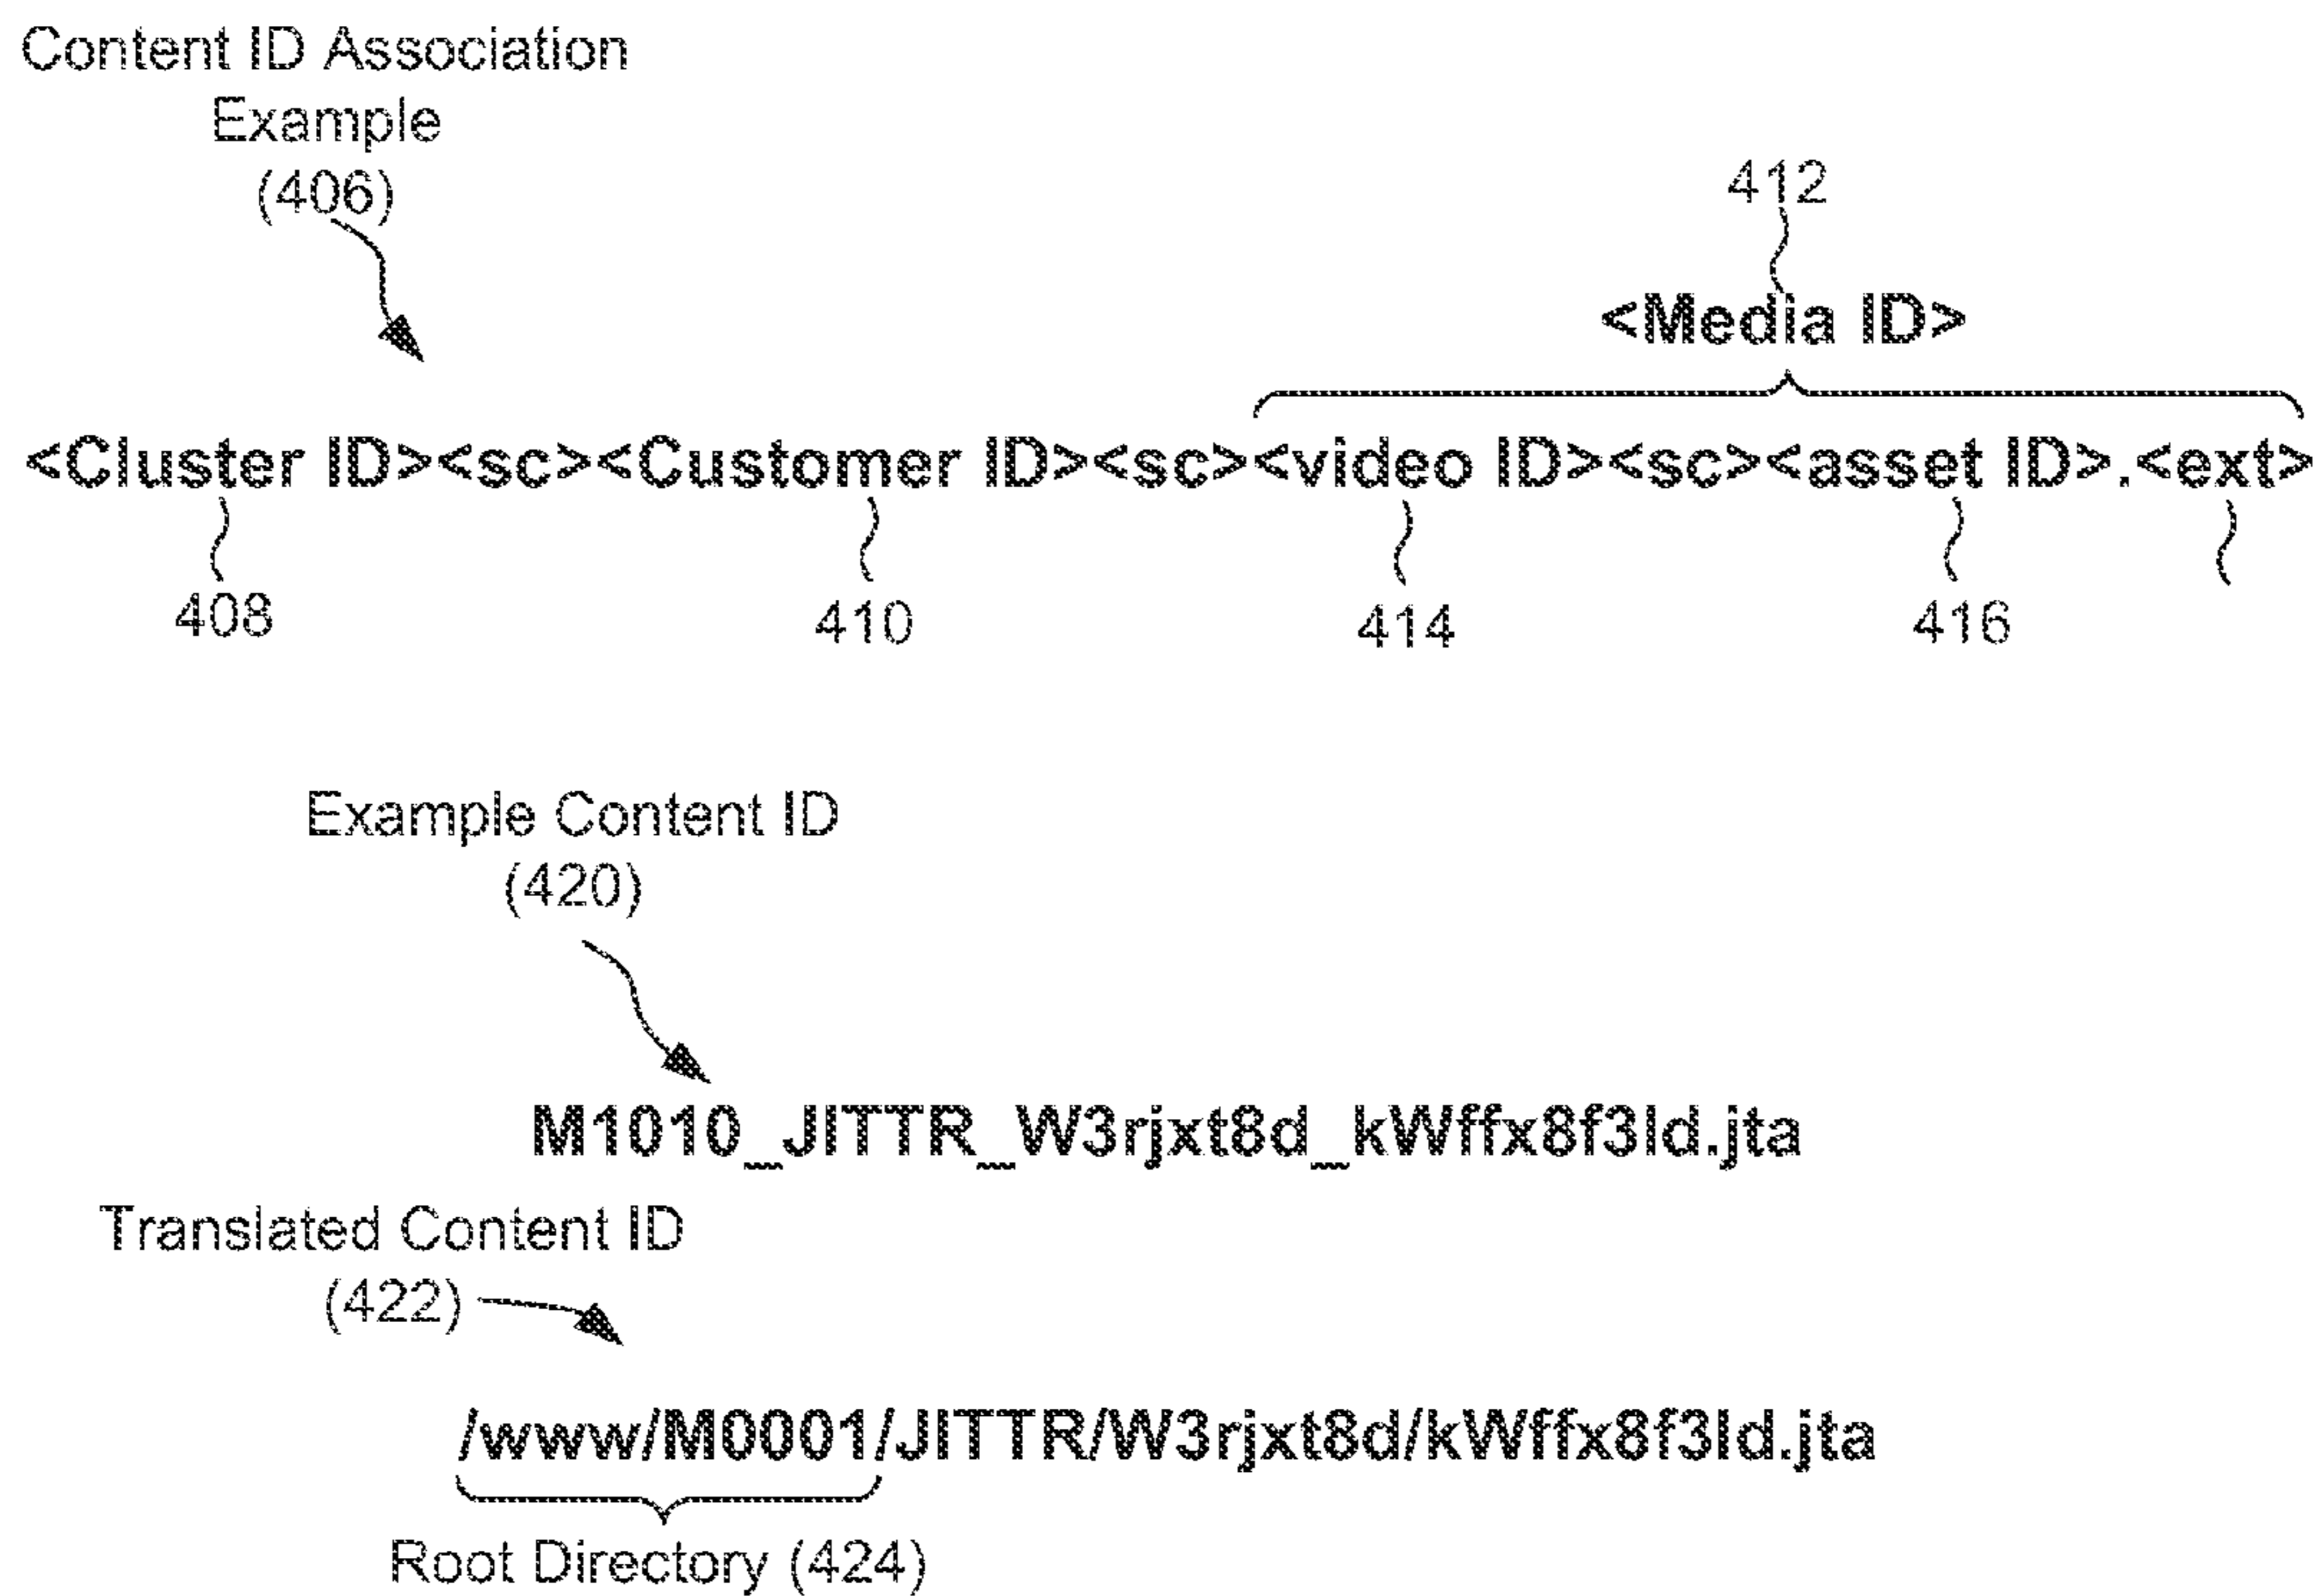 Content ID Association
Example
(406)
412
<Media ID>
<Cluster ID><sc><Customer ID><sc><video ID><sc><asset ID>.<ext>
408 410 414 416
Example Content ID
(420)
M1010_JITTR_W3rjxt8d_kWffx8f3ld.jta
Translated Content ID
(422)
/www/M0001/JITTR/W3rjxt8d/kWffx8f3ld.jta
Root Directory (424)